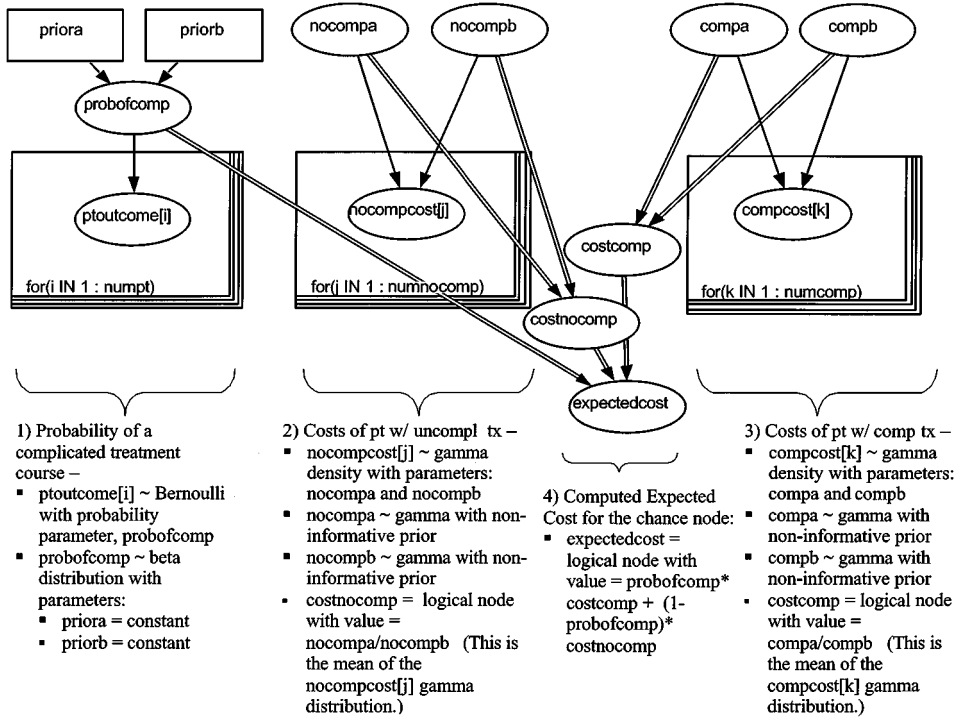 priora
priorb
nocompa
nocompb
compa
compb
probofcomp
ptoutcome[i]
nocompcost[j]
compcost[k]
costcomp
for(i IN 1 : numpt)
for(j IN 1 : numnocomp)
for(k IN 1 : numcomp)
costnocomp
expectedcost
1) Probability of a
complicated treatment
course –
▪ ptoutcome[i] ~ Bernoulli
with probability
parameter, probofcomp
▪ probofcomp ~ beta
distribution with
parameters:
▪ priora = constant
▪ priorb = constant
2) Costs of pt w/ uncompl tx –
▪ nocompcost[j] ~ gamma
density with parameters:
nocompa and nocompb
▪ nocompa ~ gamma with non-
informative prior
▪ nocompb ~ gamma with non-
informative prior
▪ costnocomp = logical node
with value =
nocompa/nocompb (This is
the mean of the
nocompcost[j] gamma
distribution.)
4) Computed Expected
Cost for the chance node:
▪ expectedcost =
logical node with
value = probofcomp*
costcomp + (1-
probofcomp)*
costnocomp
3) Costs of pt w/ comp tx –
▪ compcost[k] ~ gamma
density with parameters:
compa and compb
▪ compa ~ gamma with
non-informative prior
▪ compb ~ gamma with
non-informative prior
▪ costcomp = logical node
with value =
compa/compb (This is
the mean of the
compcost[k] gamma
distribution.)